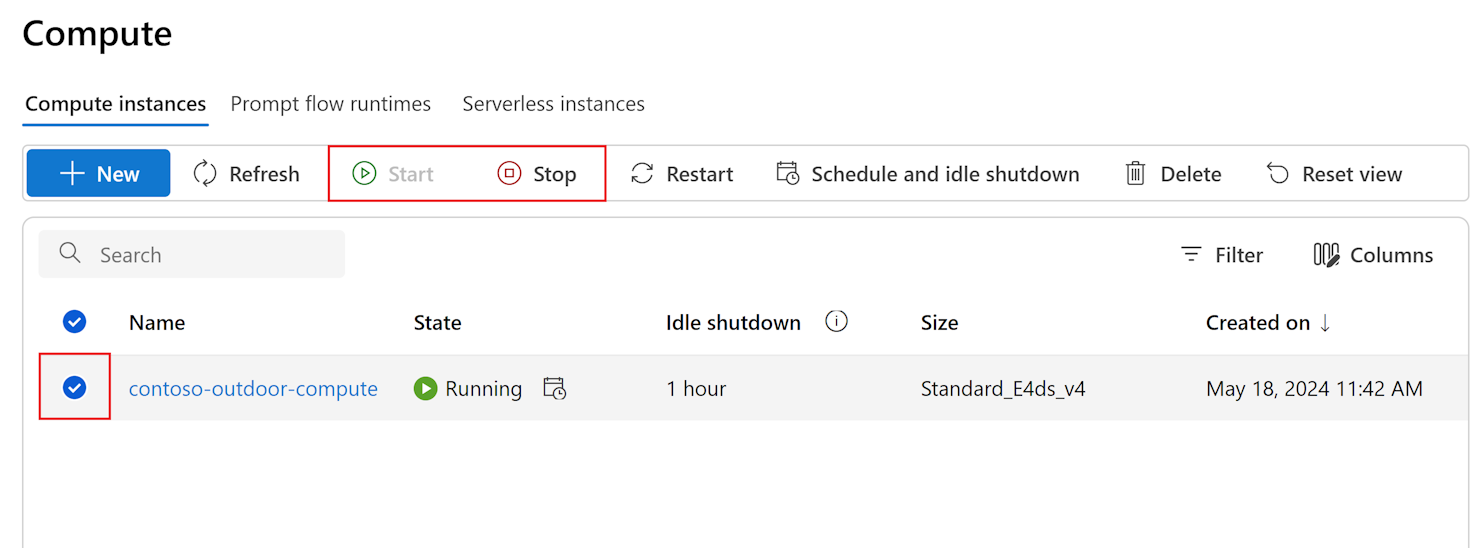 Compute
Compute instances Prompt flow runtimes Serverless instances
New Refresh Start Stop Restart Schedule and idle shutdown Delete Reset view
Search Filter Columns
Name State Idle shutdown Size Created on
contoso-outdoor-compute Running 1 hour Standard_E4ds_v4 May 18, 2024 11:42 AM